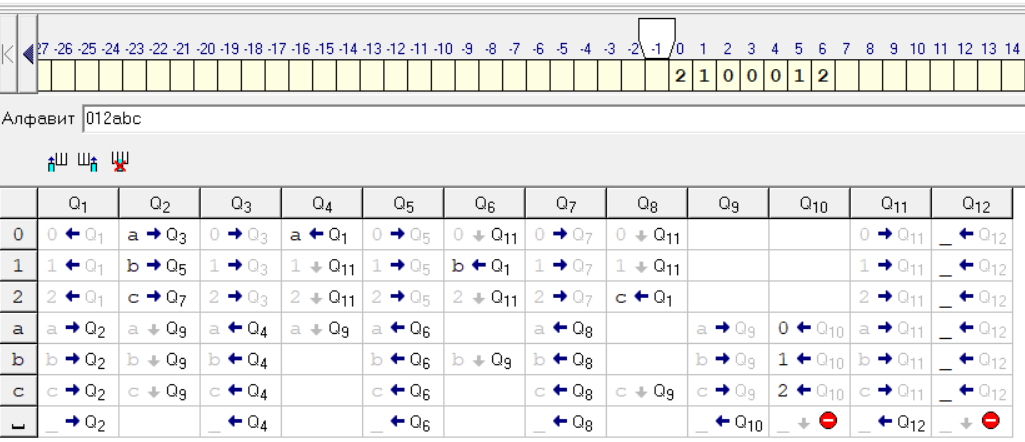 27 -26 -25 -24 -23 -22 -21 -20 -19 -18 -17 -16 -15 -14 -13 -12 -11 -10 -9 -8 -7 -6 -5 -4 -3 -2 -1 0 1 2 3 4 5 6 7 8 9 10 11 12 13 14
2 1 0 0 0 1 2
Алфавит 012abc
Q1 Q2 Q3 Q4 Q5 Q6 Q7 Q8 Q9 Q10 Q11 Q12
0 0 ← Q1 a → Q3 0 → Q3 a ← Q1 0 → Q5 0 ↓ Q11 0 → Q7 0 ↓ Q11 0 → Q11 _ ← Q12
1 1 ← Q1 b → Q5 1 → Q3 1 ↓ Q11 1 → Q5 b ← Q1 1 → Q7 1 ↓ Q11 1 → Q11 _ ← Q12
2 2 ← Q1 c → Q7 2 → Q3 2 ↓ Q11 2 → Q5 2 ↓ Q11 2 → Q7 c ← Q1 2 → Q11 _ ← Q12
a a → Q2 a ↓ Q9 a ← Q4 a ↓ Q9 a ← Q6 a ← Q8 a → Q9 0 ← Q10 a → Q11 _ ← Q12
b b → Q2 b ↓ Q9 b ← Q4 b ← Q6 b ↓ Q9 b ← Q8 b → Q9 1 ← Q10 b → Q11 _ ← Q12
c c → Q2 c ↓ Q9 c ← Q4 c ← Q6 c ← Q8 c ↓ Q9 c → Q9 2 ← Q10 c → Q11 _ ← Q12
_ _ → Q2 _ ← Q4 _ ← Q6 _ ← Q8 _ ← Q10 _ ↓ _ ← Q12 _ ↓